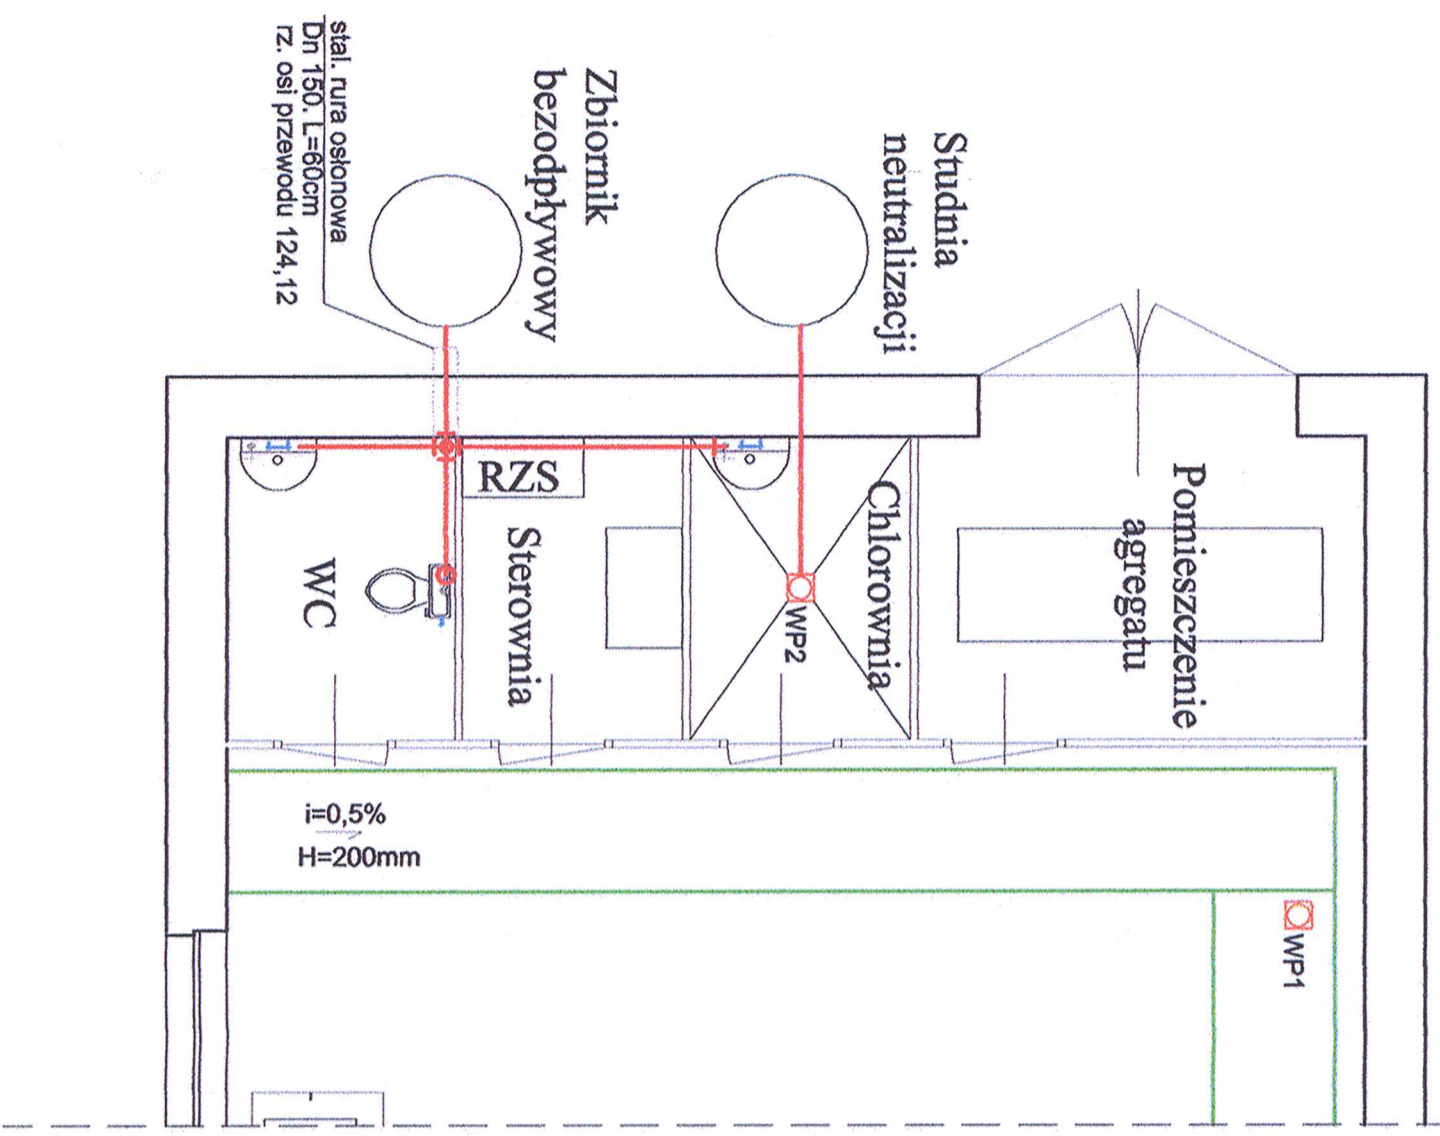 stal. rura osłonowa
Dn 150. L=60cm
rz. osi przewodu 124,12
Zbiornik
bezodpływowy
Studnia
neutralizacji
RZS
WC
Sterownia
Chlorownia
WP2
Pomieszczenie
agregatu
i=0,5%
H=200mm
WP1